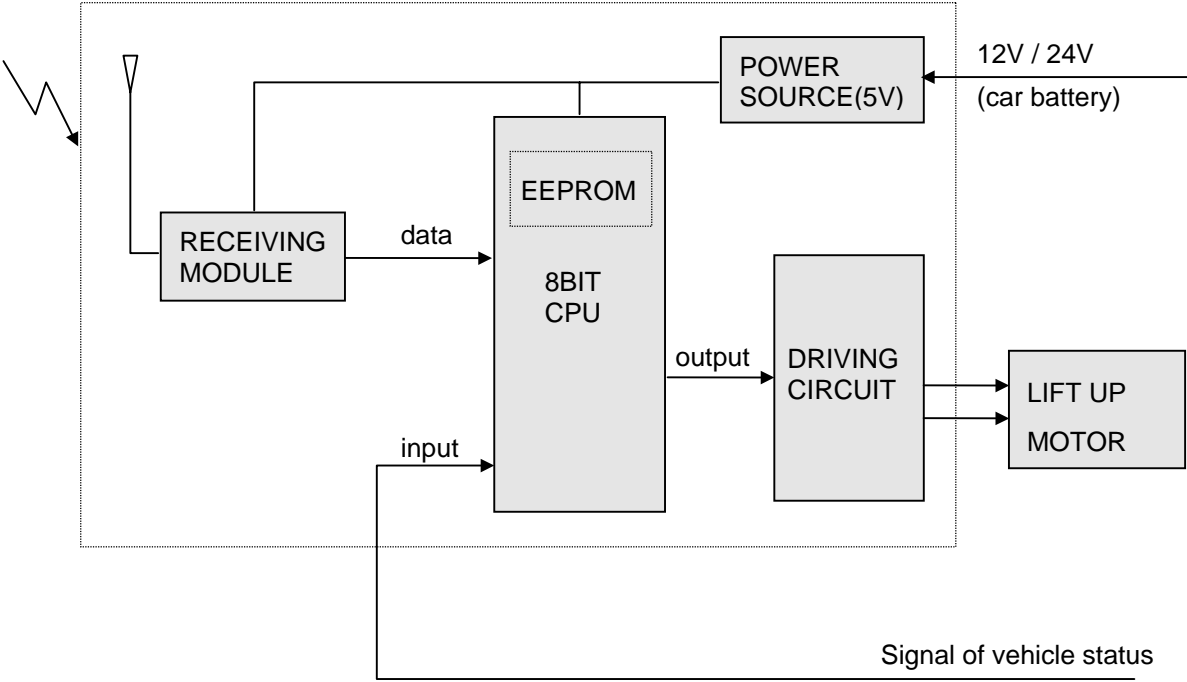 12V / 24V
POWER
SOURCE(5V)
(car battery)
EEPROM
RECEIVING
MODULE
data
8BIT
CPU
output
DRIVING
CIRCUIT
LIFT UP
MOTOR
input
Signal of vehicle status